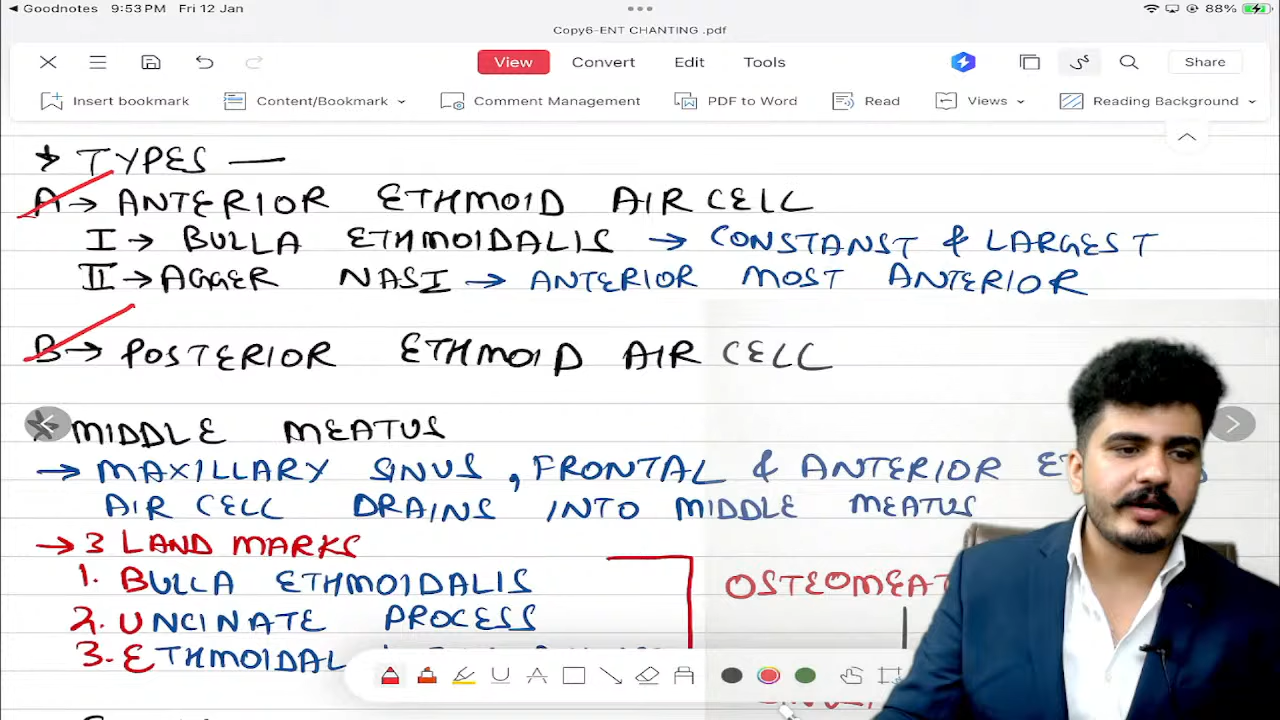 Goodnotes 9:53 PM Fri 12 Jan 88%
Copy6-ENT CHANTING .pdf
View Convert Edit Tools Share
Insert bookmark Content/Bookmark Comment Management PDF to Word Read Views Reading Background
* TYPES —
A → ANTERIOR ETHMOID AIR CELL
I → BULLA ETHMOIDALIS → CONSTANST & LARGEST
II → AGGER NASI → ANTERIOR MOST ANTERIOR
B → POSTERIOR ETHMOID AIR CELL
* MIDDLE MEATUS
→ MAXILLARY SINUS, FRONTAL & ANTERIOR
AIR CELL DRAINS INTO MIDDLE MEATUS
→ 3 LAND MARKS
1. BULLA ETHMOIDALIS
OSTEOMEAT
2. UNCINATE PROCESS
3. ETHMOIDAL